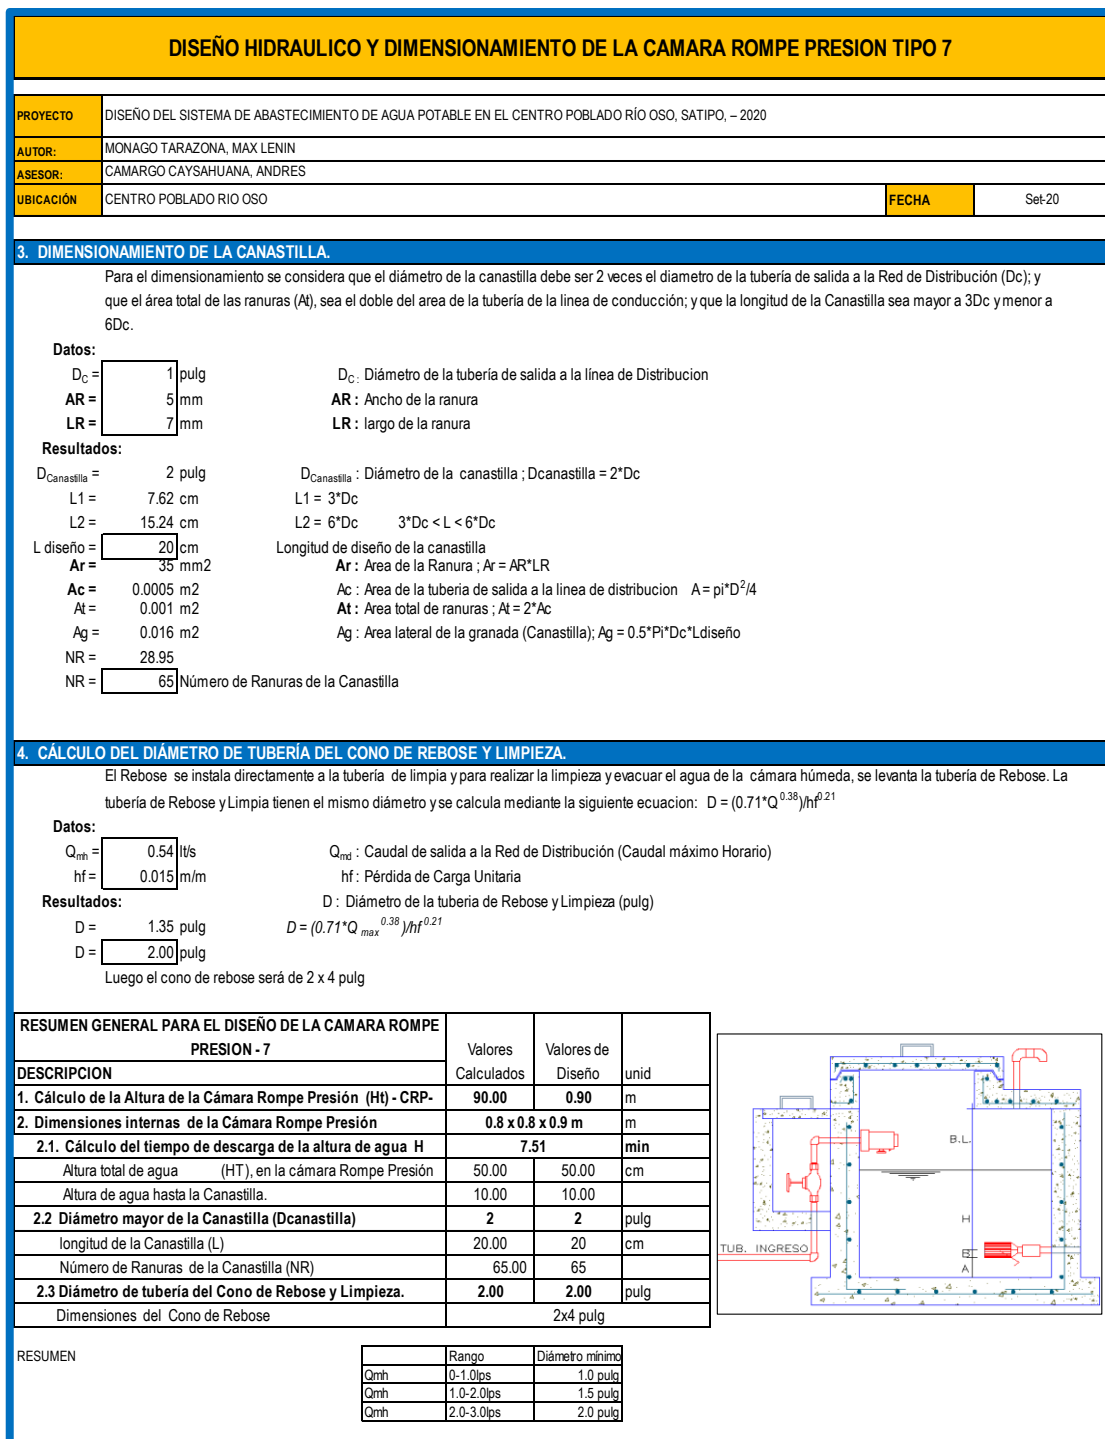 DISEÑO HIDRAULICO Y DIMENSIONAMIENTO DE LA CAMARA ROMPE PRESION TIPO 7
PROYECTO DISEÑO DEL SISTEMA DE ABASTECIMIENTO DE AGUA POTABLE EN EL CENTRO POBLADO RÍO OSO, SATIPO, – 2020
AUTOR: MONAGO TARAZONA, MAX LENIN
ASESOR: CAMARGO CAYSAHUANA, ANDRES
UBICACIÓN CENTRO POBLADO RIO OSO FECHA Set-20
3. DIMENSIONAMIENTO DE LA CANASTILLA.
Para el dimensionamiento se considera que el diámetro de la canastilla debe ser 2 veces el diametro de la tubería de salida a la Red de Distribución (Dc); y
que el área total de las ranuras (At), sea el doble del area de la tubería de la linea de conducción; y que la longitud de la Canastilla sea mayor a 3Dc y menor a
6Dc.
Datos:
DC = 1 pulg DC : Diámetro de la tubería de salida a la línea de Distribucion
AR = 5 mm AR : Ancho de la ranura
LR = 7 mm LR : largo de la ranura
Resultados:
DCanastilla = 2 pulg DCanastilla : Diámetro de la canastilla ; Dcanastilla = 2*Dc
L1 = 7.62 cm L1 = 3*Dc
L2 = 15.24 cm L2 = 6*Dc 3*Dc < L < 6*Dc
L diseño = 20 cm Longitud de diseño de la canastilla
Ar = 35 mm2 Ar : Area de la Ranura ; Ar = AR*LR
Ac = 0.0005 m2 Ac : Area de la tuberia de salida a la linea de distribucion A = pi*D2/4
At = 0.001 m2 At : Area total de ranuras ; At = 2*Ac
Ag = 0.016 m2 Ag : Area lateral de la granada (Canastilla); Ag = 0.5*Pi*Dc*Ldiseño
NR = 28.95
NR = 65 Número de Ranuras de la Canastilla
4. CÁLCULO DEL DIÁMETRO DE TUBERÍA DEL CONO DE REBOSE Y LIMPIEZA.
El Rebose se instala directamente a la tubería de limpia y para realizar la limpieza y evacuar el agua de la cámara húmeda, se levanta la tubería de Rebose. La
tubería de Rebose y Limpia tienen el mismo diámetro y se calcula mediante la siguiente ecuacion: D = (0.71*Q0.38)/hf0.21
Datos:
Qmh = 0.54 lt/s Qmd : Caudal de salida a la Red de Distribución (Caudal máximo Horario)
hf = 0.015 m/m hf : Pérdida de Carga Unitaria
Resultados: D : Diámetro de la tuberia de Rebose y Limpieza (pulg)
D = 1.35 pulg D = (0.71*Q max0.38)/hf0.21
D = 2.00 pulg
Luego el cono de rebose será de 2 x 4 pulg
RESUMEN GENERAL PARA EL DISEÑO DE LA CAMARA ROMPE
PRESION - 7 Valores Valores de
DESCRIPCION Calculados Diseño unid
1. Cálculo de la Altura de la Cámara Rompe Presión (Ht) - CRP- 90.00 0.90 m
2. Dimensiones internas de la Cámara Rompe Presión 0.8 x 0.8 x 0.9 m m
2.1. Cálculo del tiempo de descarga de la altura de agua H 7.51 min
Altura total de agua (HT), en la cámara Rompe Presión 50.00 50.00 cm
Altura de agua hasta la Canastilla. 10.00 10.00
2.2 Diámetro mayor de la Canastilla (Dcanastilla) 2 2 pulg
longitud de la Canastilla (L) 20.00 20 cm
Número de Ranuras de la Canastilla (NR) 65.00 65
2.3 Diámetro de tubería del Cono de Rebose y Limpieza. 2.00 2.00 pulg
Dimensiones del Cono de Rebose 2x4 pulg
B.L.
H
TUB. INGRESO
B
A
RESUMEN
Rango Diámetro mínimo
Qmh 0-1.0lps 1.0 pulg
Qmh 1.0-2.0lps 1.5 pulg
Qmh 2.0-3.0lps 2.0 pulg